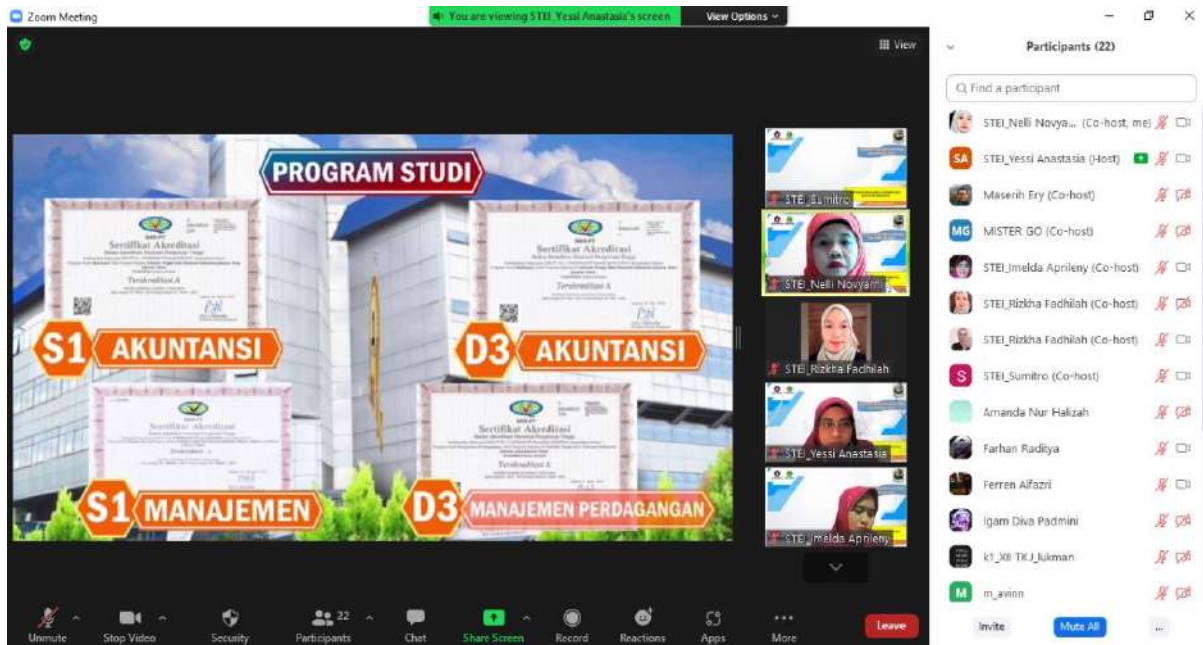 Zoom Meeting
You are viewing STEI_Yessi Anastasia's screen
View Options
View
PROGRAM STUDI
Sertifikat Akreditasi
Terakreditasi A
S1 AKUNTANSI
Sertifikat Akreditasi
Terakreditasi A
D3 AKUNTANSI
Sertifikat Akreditasi
Terakreditasi A
S1 MANAJEMEN
Sertifikat Akreditasi
Terakreditasi A
D3 MANAJEMEN PERDAGANGAN
STEI_Sumitro
STEI_Nelli Novyarni
STEI_Rizkha Fadhilah
STEI_Yessi Anastasia
STEI_Imelda Aprileny
Participants (22)
Find a participant
STEI_Nelli Novya... (Co-host, me)
SA STEI_Yessi Anastasia (Host)
Maserih Ery (Co-host)
MG MISTER GO (Co-host)
STEI_Imelda Aprileny (Co-host)
STEI_Rizkha Fadhilah (Co-host)
STEI_Rizkha Fadhilah (Co-host)
S STEI_Sumitro (Co-host)
Amanda Nur Halizah
Farhan Raditya
Ferren Alfazri
Igam Diva Padmini
k1_XII TKJ_lukman
M m_avinn
Invite
Mute All
...
Unmute
Stop Video
Security
22
Participants
Chat
Share Screen
Record
Reactions
Apps
More
Leave